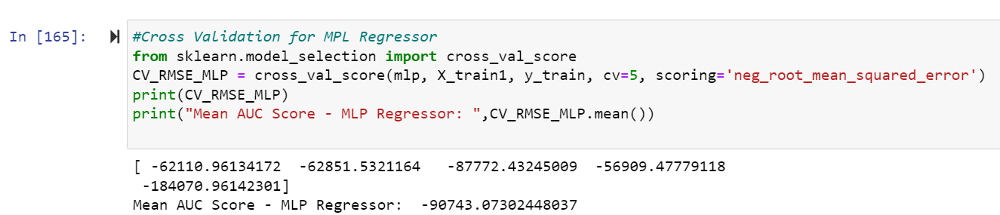 In [165]:
#Cross Validation for MPL Regressor
from sklearn.model_selection import cross_val_score
CV_RMSE_MLP = cross_val_score(mlp, X_train1, y_train, cv=5, scoring='neg_root_mean_squared_error')
print(CV_RMSE_MLP)
print("Mean AUC Score - MLP Regressor: ",CV_RMSE_MLP.mean())
[ -62110.96134172  -62851.5321164   -87772.43245009  -56909.47779118
 -184070.96142301]
Mean AUC Score - MLP Regressor:  -90743.07302448037